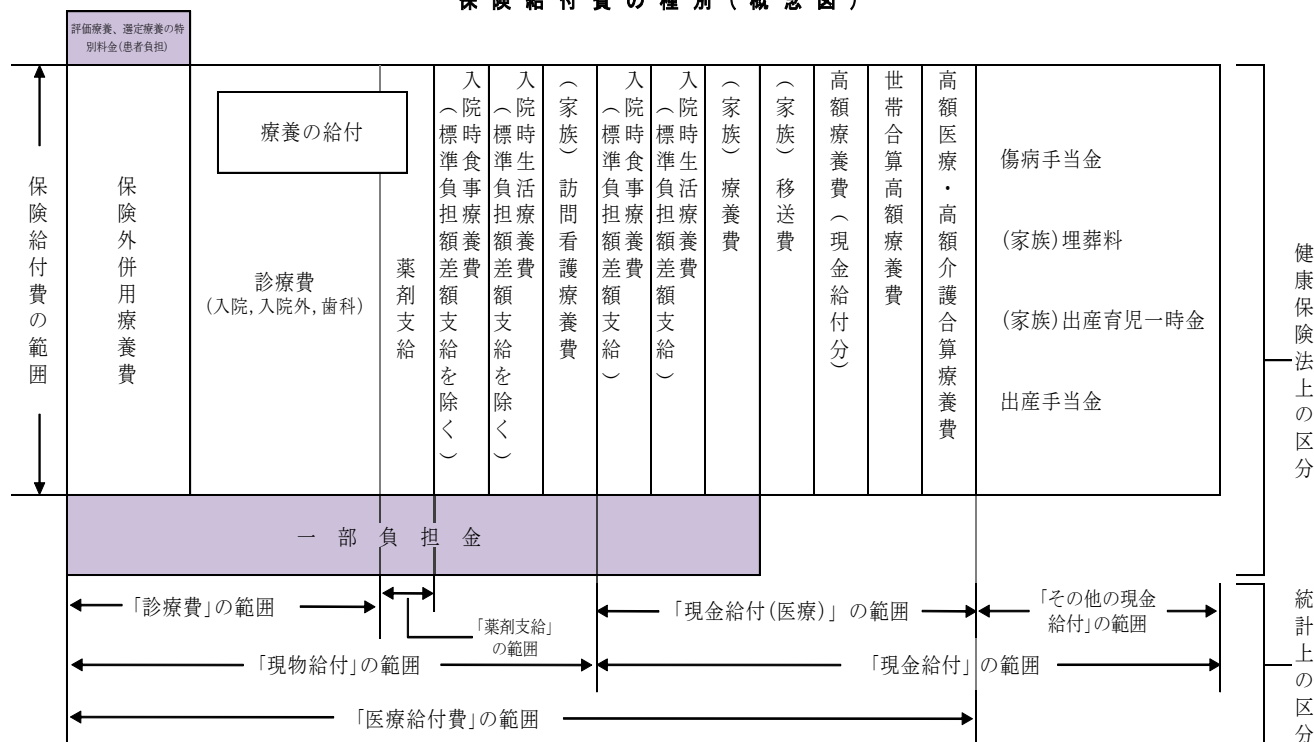 保険給付費の種別(概念図)
評価療養、選定療養の特
別料金(患者負担)
保険給付費の範囲
保険外併用療養費
療養の給付
診療費
(入院,入院外,歯科)
薬剤支給
入院時食事療養費
（標準負担額差額支給を除く）
入院時生活療養費
（標準負担額差額支給を除く）
（家族）訪問看護療養費
入院時食事療養費
（標準負担額差額支給）
入院時生活療養費
（標準負担額差額支給）
（家族）療養費
（家族）移送費
高額療養費（現金給付分）
世帯合算高額療養費
高額医療・高額介護合算療養費
傷病手当金
(家族)埋葬料
(家族)出産育児一時金
出産手当金
健康保険法上の区分
一部負担金
「診療費」の範囲
「薬剤支給」
の範囲
「現金給付(医療)」の範囲
「その他の現金
給付」の範囲
「現物給付」の範囲
「現金給付」の範囲
「医療給付費」の範囲
統計上の区分